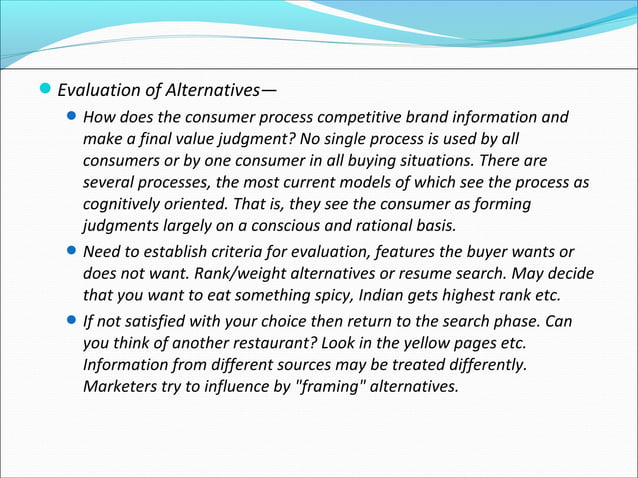 Evaluation of Alternatives—
How does the consumer process competitive brand information and
make a final value judgment? No single process is used by all
consumers or by one consumer in all buying situations. There are
several processes, the most current models of which see the process as
cognitively oriented. That is, they see the consumer as forming
judgments largely on a conscious and rational basis.
Need to establish criteria for evaluation, features the buyer wants or
does not want. Rank/weight alternatives or resume search. May decide
that you want to eat something spicy, Indian gets highest rank etc.
If not satisfied with your choice then return to the search phase. Can
you think of another restaurant? Look in the yellow pages etc.
Information from different sources may be treated differently.
Marketers try to influence by "framing" alternatives.